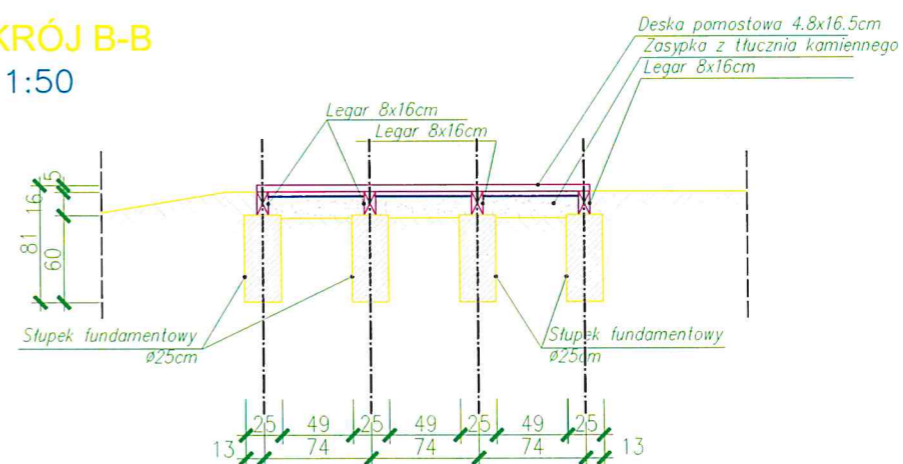 KRÓJ B-B
1:50
Deska pomostowa 4.8x16.5cm
Zasypka z tłucznia kamiennego
Legar 8x16cm
Legar 8x16cm
Legar 8x16cm
5
16
81
60
Słupek fundamentowy
ø25cm
Słupek fundamentowy
ø25cm
25 49 25 49 25 49 25
13 74 74 74 13